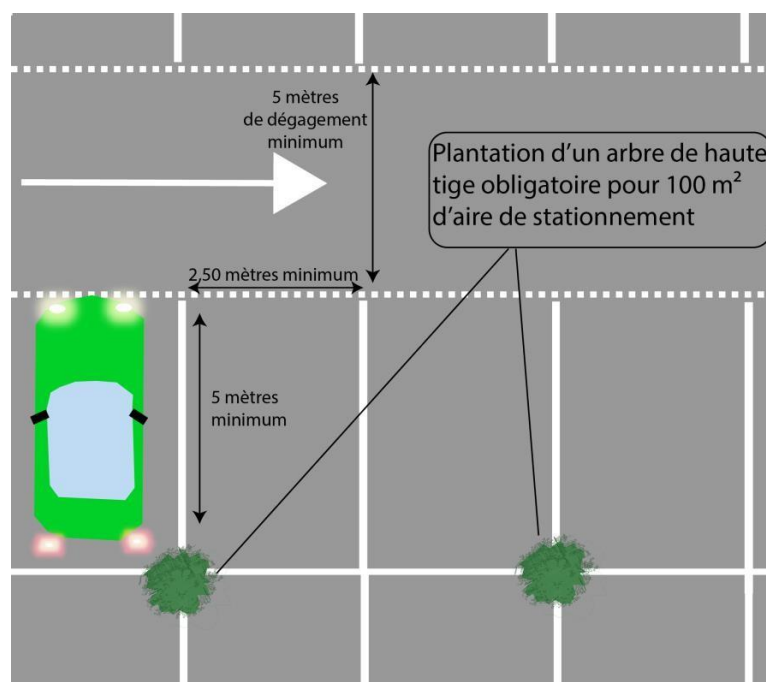 5 mètres
de dégagement
minimum
Plantation d’un arbre de haute
tige obligatoire pour 100 m²
d’aire de stationnement
2,50 mètres minimum
5 mètres
minimum